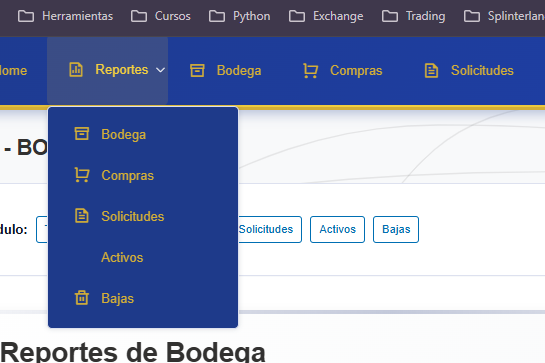 Herramientas Cursos Python Exchange Trading Splinterlan
Home Reportes Bodega Compras Solicitudes
Bodega
Compras
Solicitudes
Activos
Bajas
- BO
dulo: Solicitudes Activos Bajas
Reportes de Bodega